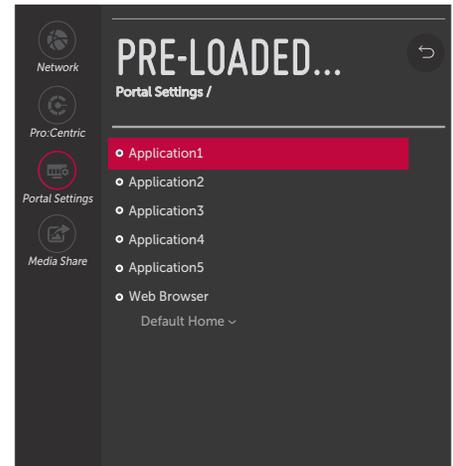 PRE-LOADED...
Portal Settings /
Network
Pro:Centric
Portal Settings
Media Share
Application1
Application2
Application3
Application4
Application5
Web Browser
Default Home